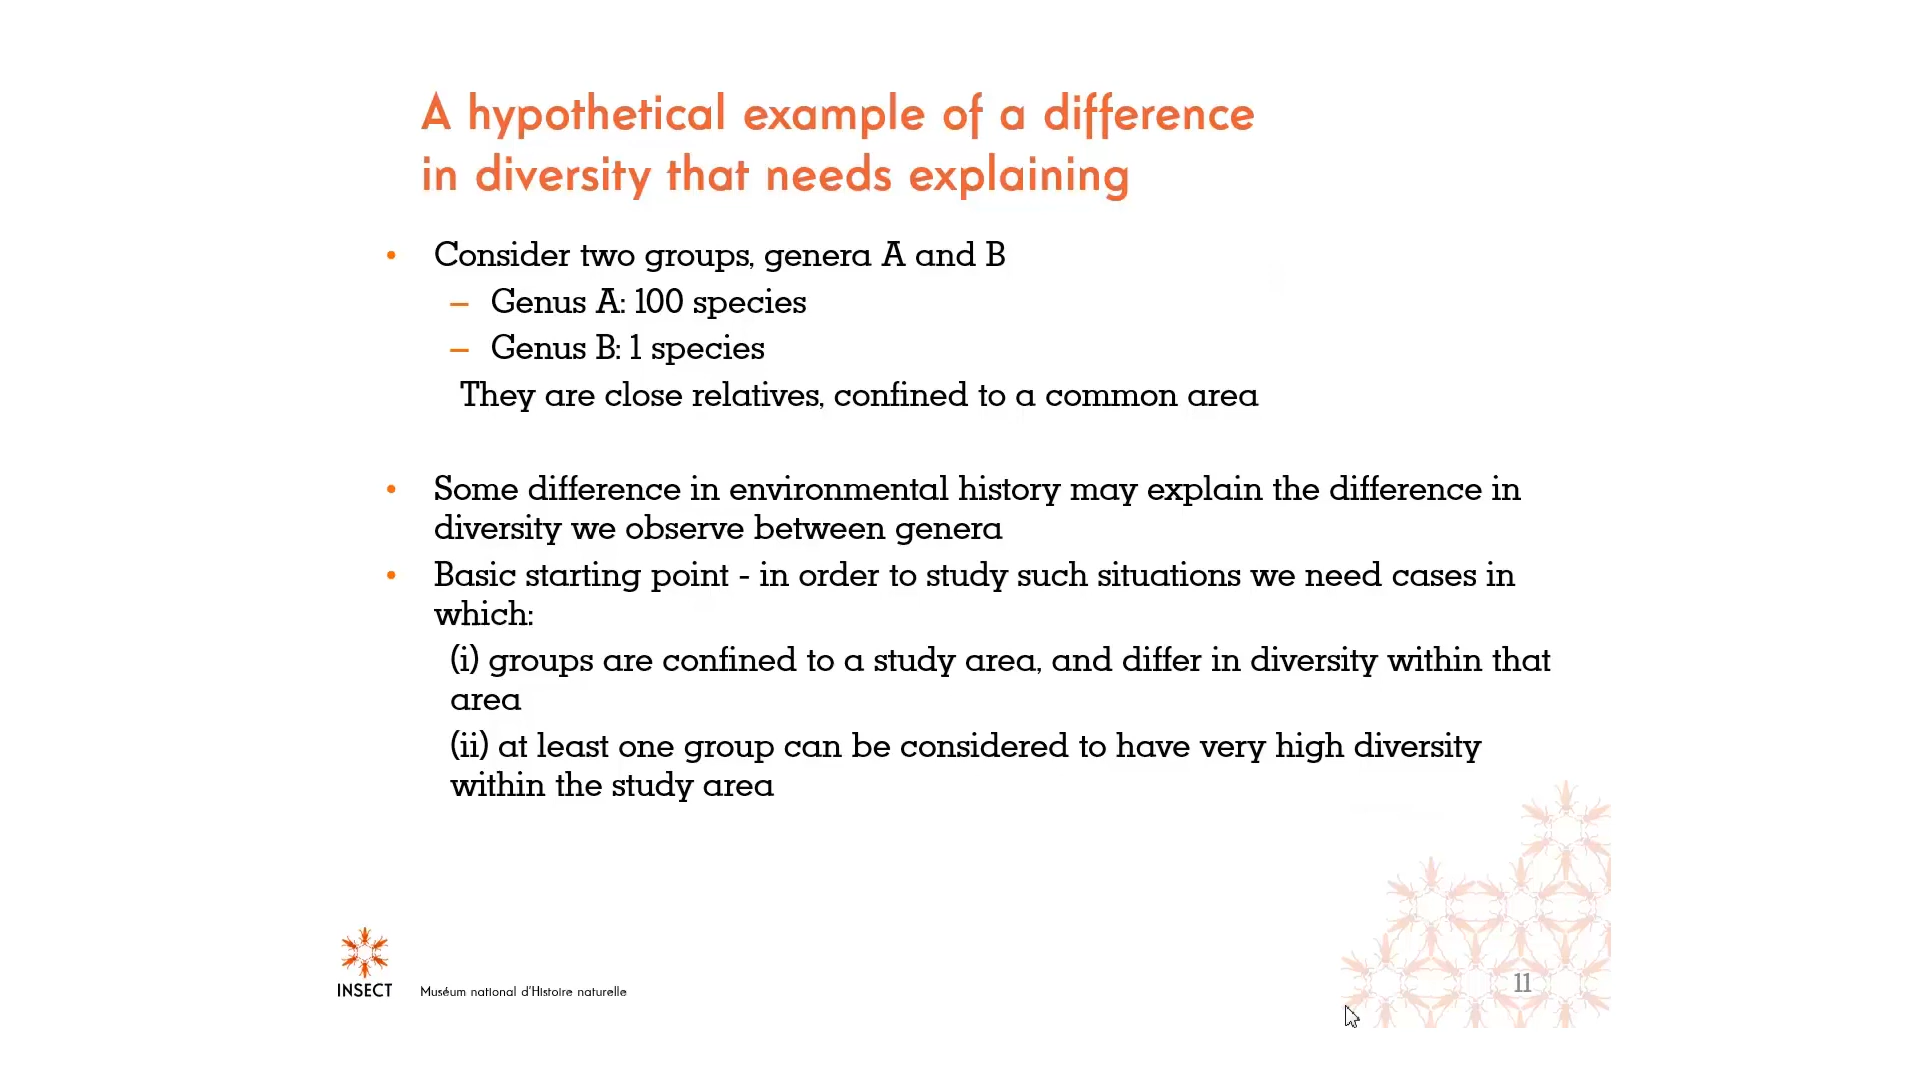 A hypothetical example of a difference
in diversity that needs explaining
• Consider two groups, genera A and B
– Genus A: 100 species
– Genus B: 1 species
They are close relatives, confined to a common area
• Some difference in environmental history may explain the difference in
diversity we observe between genera
• Basic starting point - in order to study such situations we need cases in
which:
(i) groups are confined to a study area, and differ in diversity within that
area
(ii) at least one group can be considered to have very high diversity
within the study area
INSECT
Muséum national d'Histoire naturelle
11